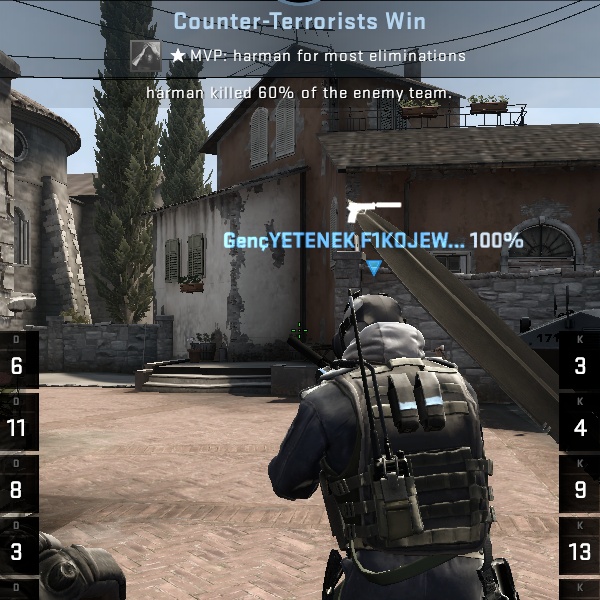 Counter-Terrorists Win
★ MVP: harman for most eliminations
harman killed 60% of the enemy team.
GençYETENEK F1KOJEW... 100%
171
D
6
D
11
D
8
D
3
D
K
3
K
4
K
9
K
13
K